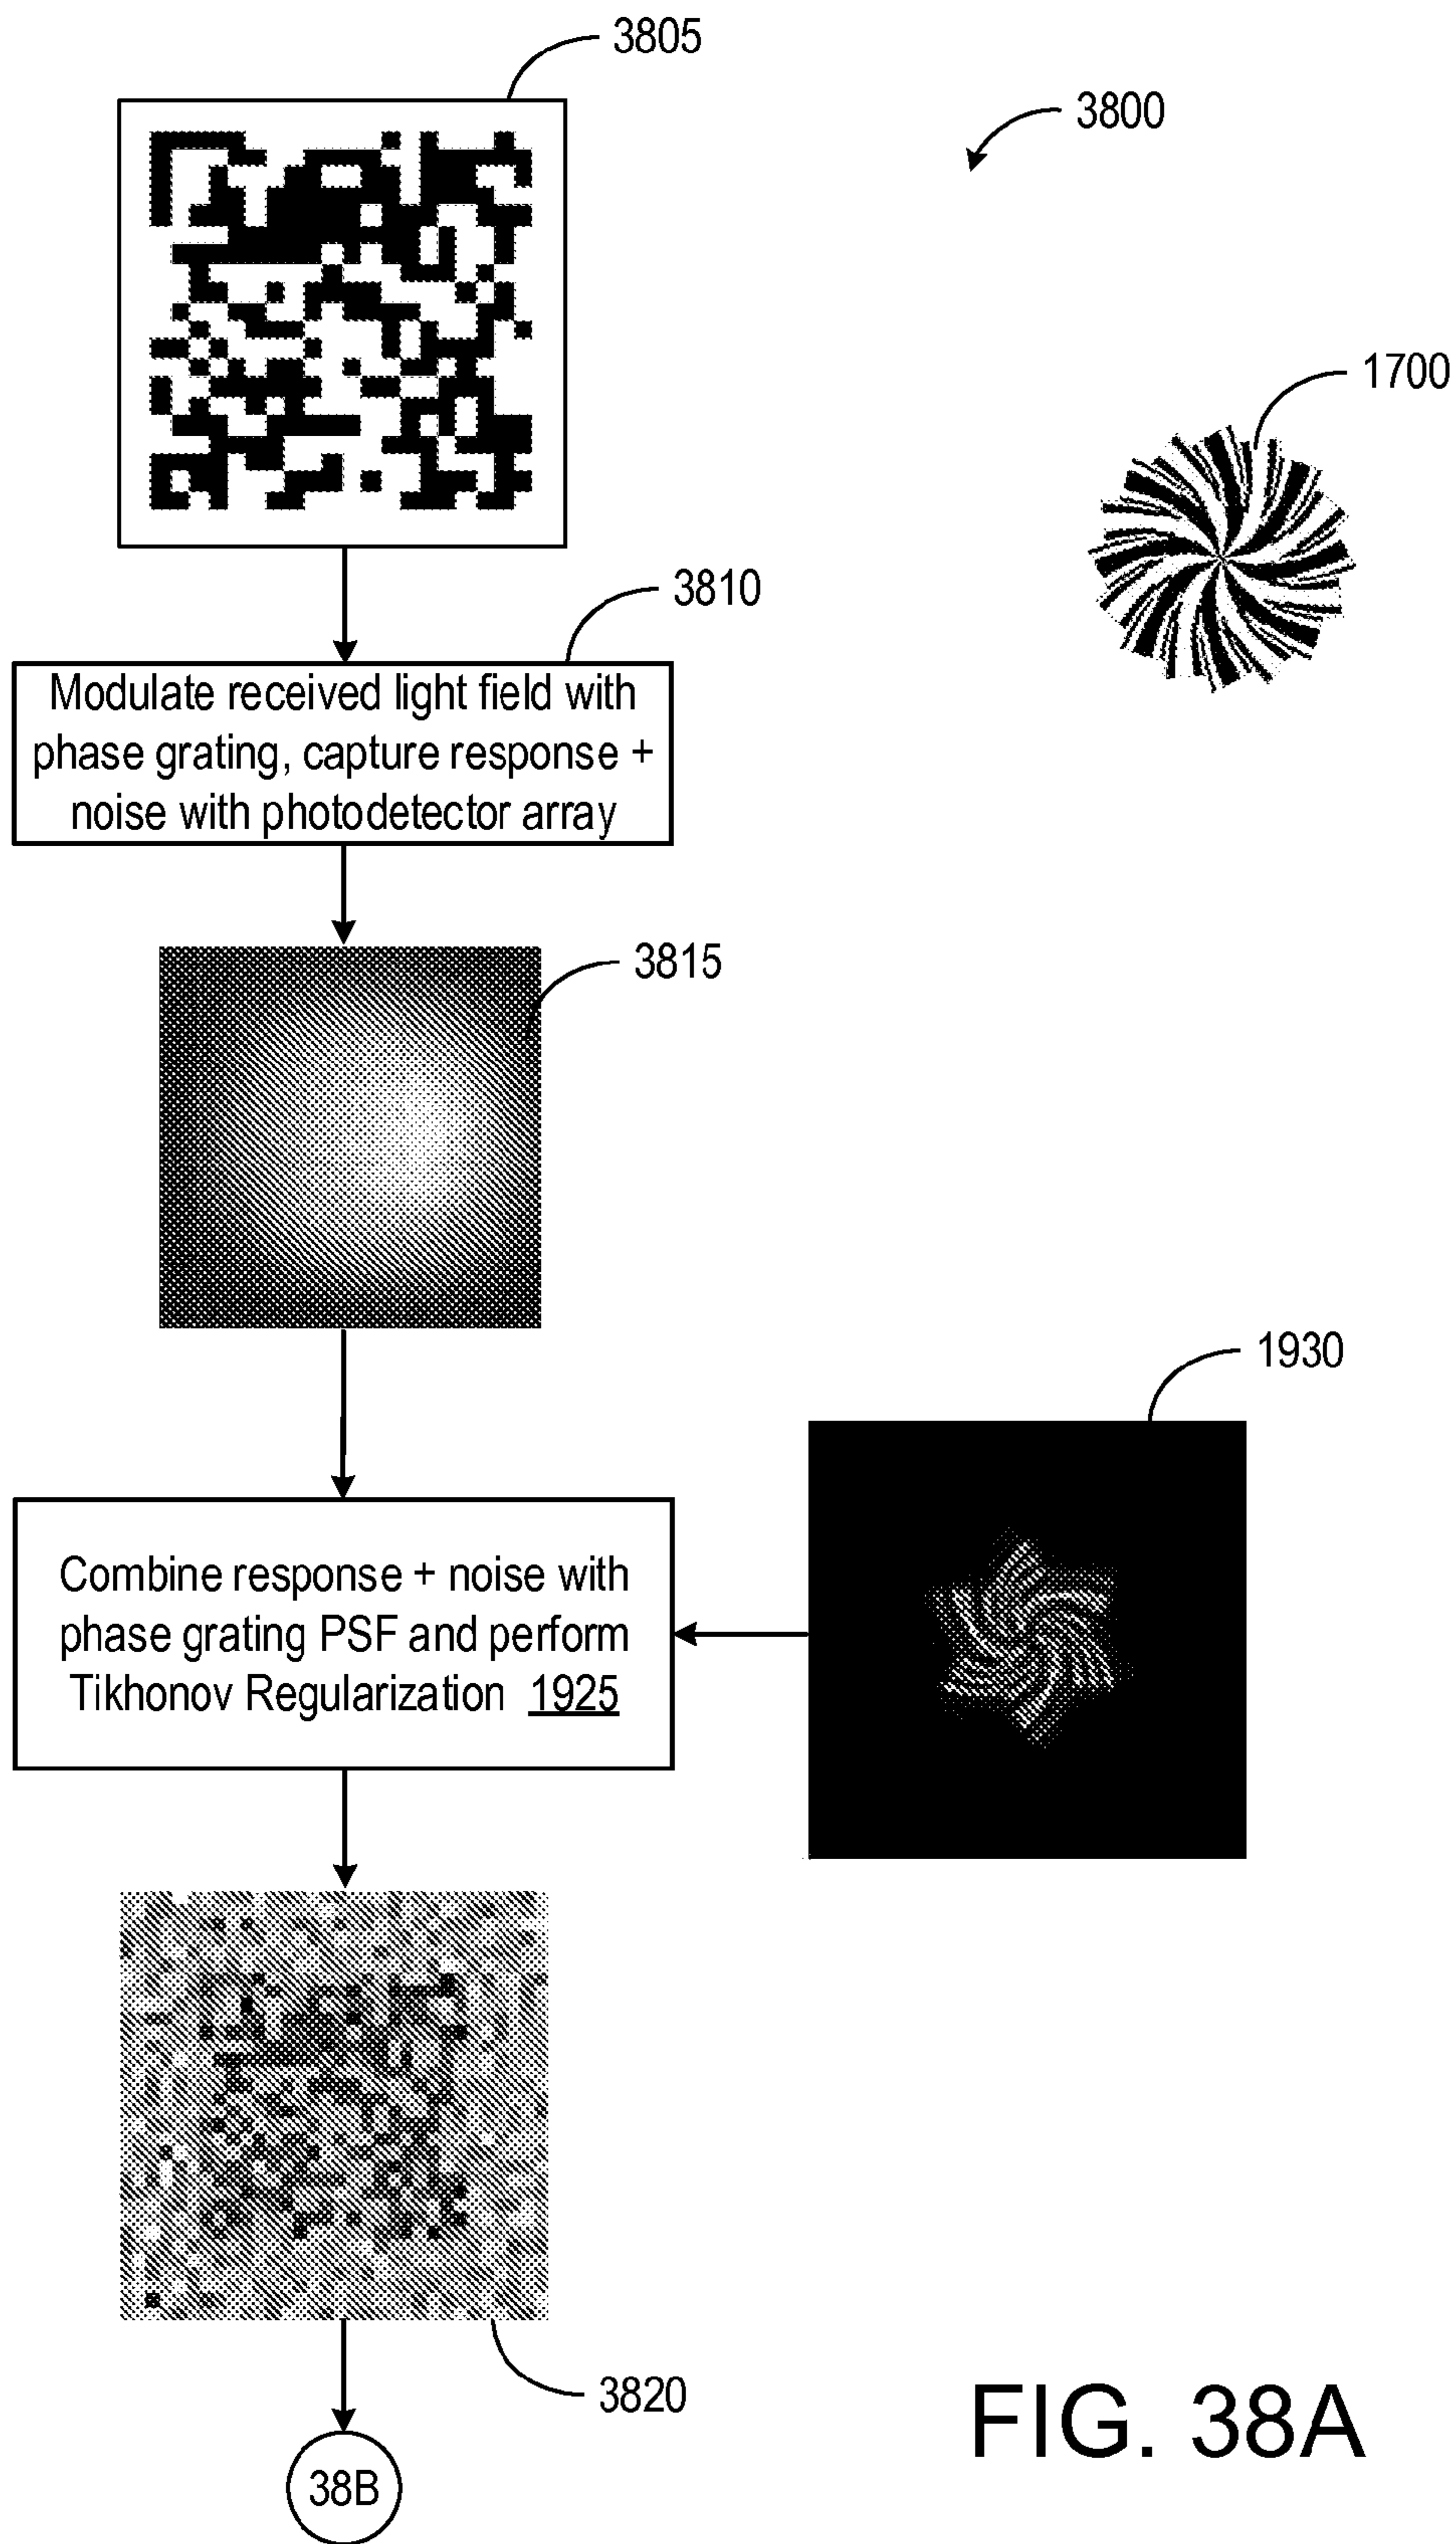 3805
3800
1700
3810
Modulate received light field with
phase grating, capture response +
noise with photodetector array
3815
1930
Combine response + noise with
phase grating PSF and perform
Tikhonov Regularization 1925
3820
38B
FIG. 38A